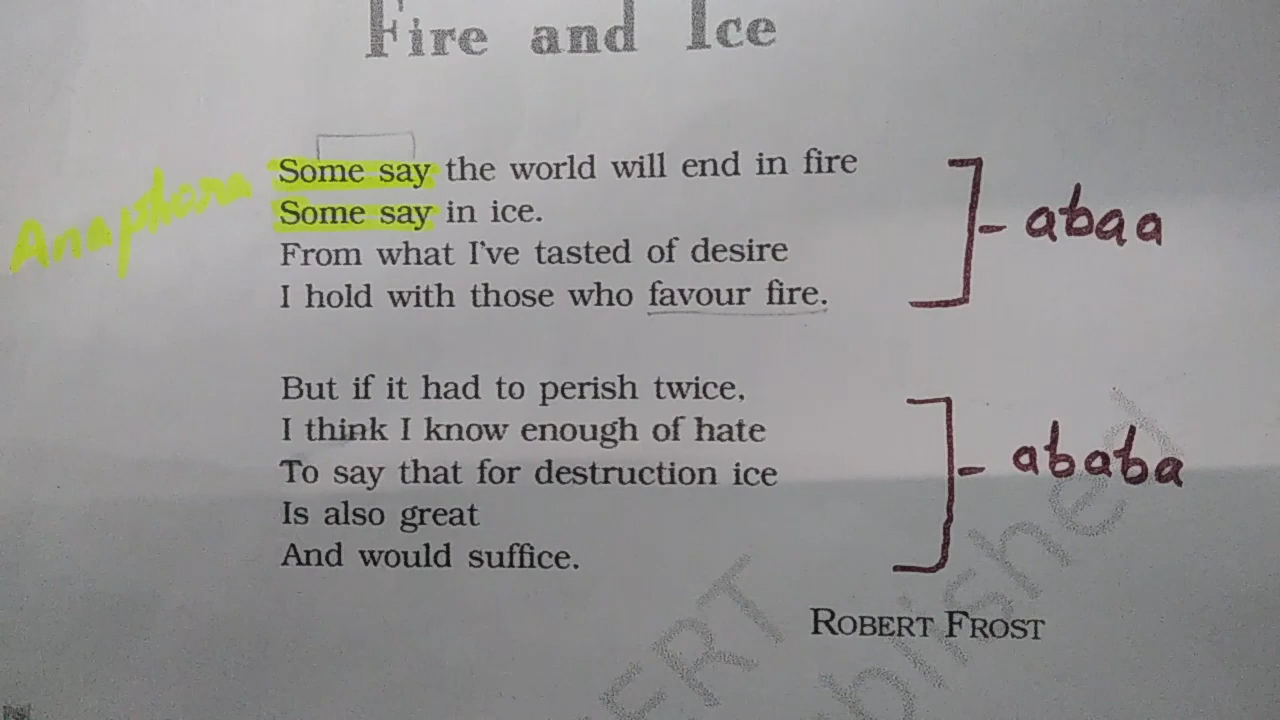 Fire and Ice
Anaphora
Some say the world will end in fire
Some say in ice.
From what I've tasted of desire
I hold with those who favour fire.
- abaa
But if it had to perish twice,
I think I know enough of hate
To say that for destruction ice
Is also great
And would suffice.
- ababa
ROBERT FROST